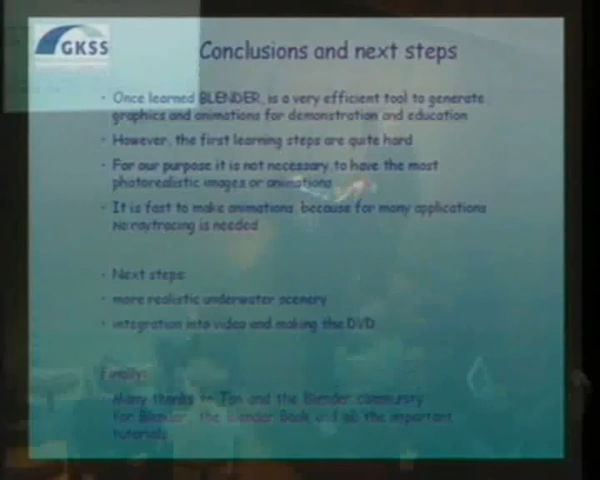 GKSS
Conclusions and next steps
· Once learned BLENDER, is a very efficient tool to generate
graphics and animations for demonstration and education
· However, the first learning steps are quite hard
· For our purpose it is not necessary to have the most
photorealistic images or animations
· It is fast to make animations, because for many applications
no raytracing is needed
· Next steps:
· more realistic underwater scenery
· integration into video and making the DVD
Finally:
Many thanks to Ton and the Blender community
for Blender, the Blender Book and all the important
tutorials